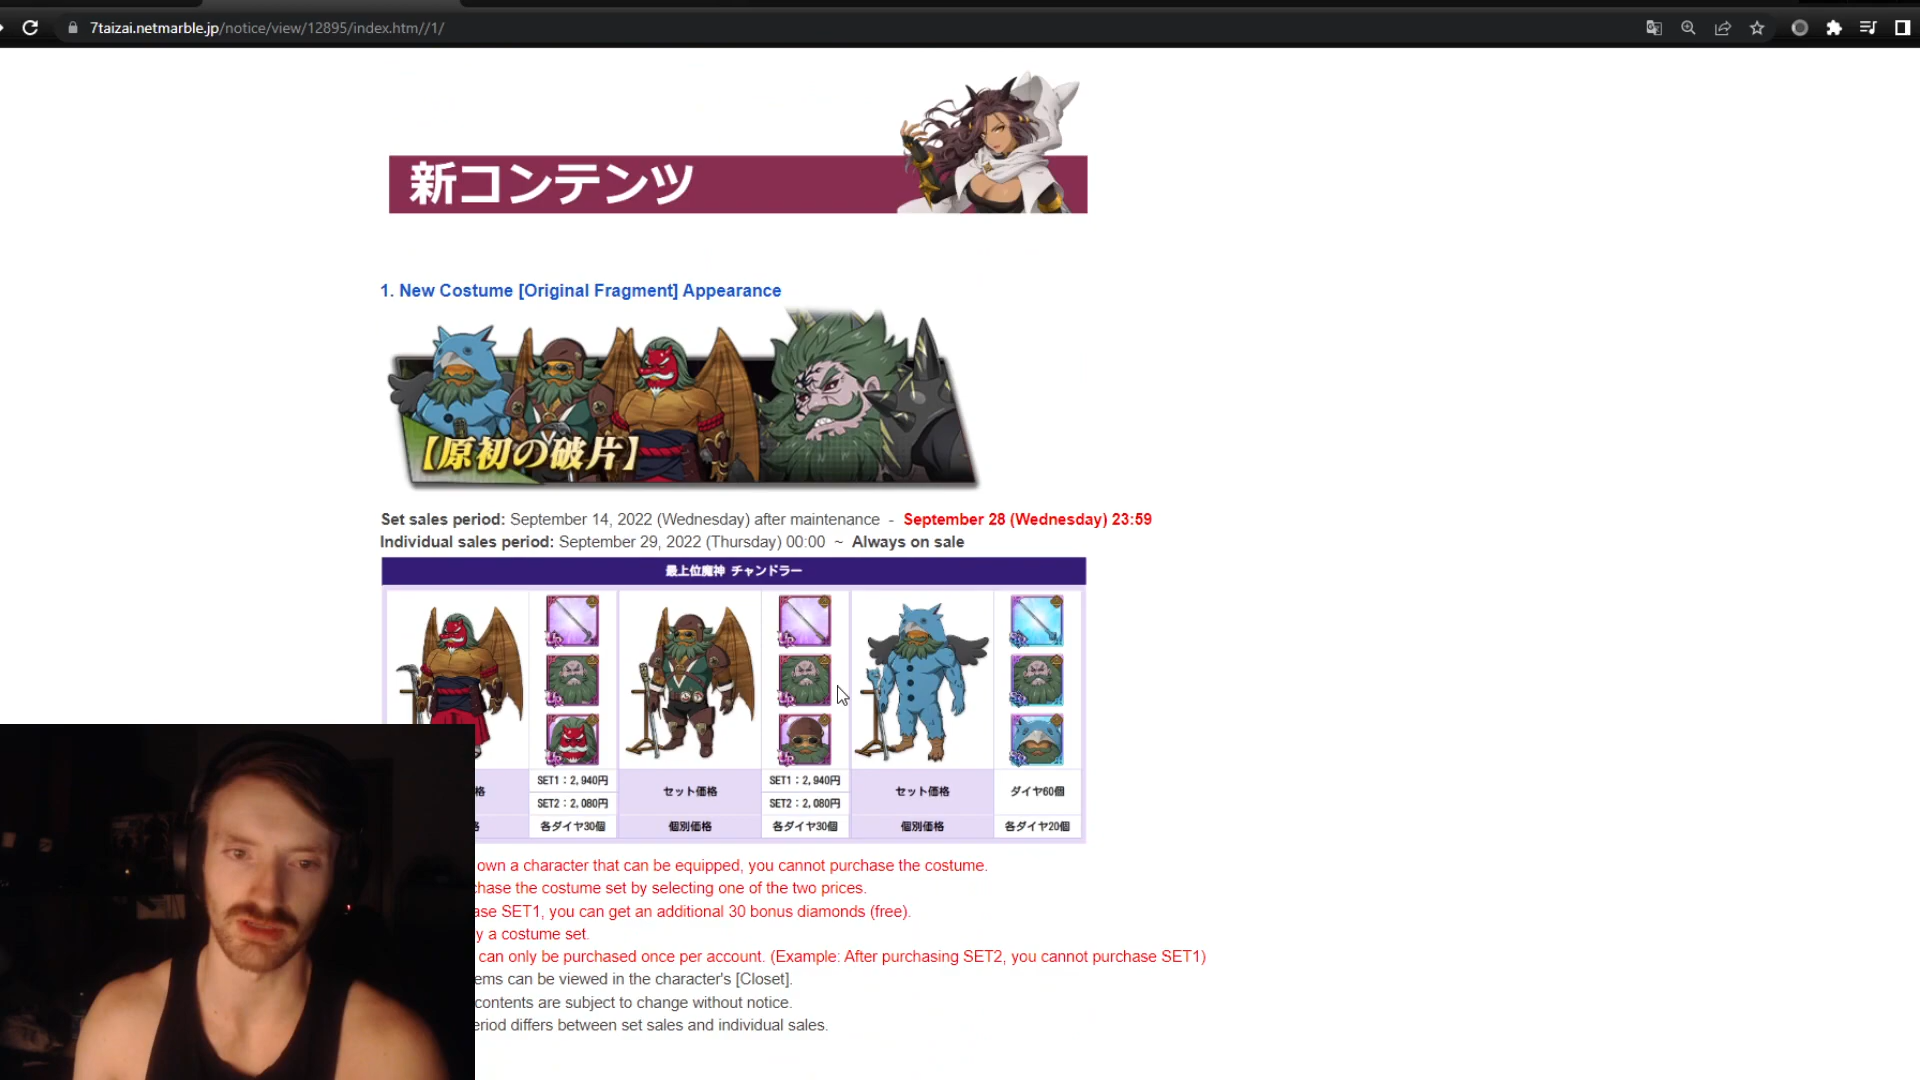 7taizai.netmarble.jp/notice/view/12895/index.htm//1/
新コンテンツ
1. New Costume [Original Fragment] Appearance
【原初の破片】
Set sales period: September 14, 2022 (Wednesday) after maintenance - September 28 (Wednesday) 23:59
Individual sales period: September 29, 2022 (Thursday) 00:00 ~ Always on sale
最上位魔神 チャンドラー
格 SET1：2,940円 セット価格 SET1：2,940円 セット価格 ダイヤ60個
SET2：2,080円 SET2：2,080円
格 各ダイヤ30個 個別価格 各ダイヤ30個 個別価格 各ダイヤ20個
own a character that can be equipped, you cannot purchase the costume.
chase the costume set by selecting one of the two prices.
ase SET1, you can get an additional 30 bonus diamonds (free).
y a costume set.
can only be purchased once per account. (Example: After purchasing SET2, you cannot purchase SET1)
ems can be viewed in the character's [Closet].
contents are subject to change without notice.
eriod differs between set sales and individual sales.